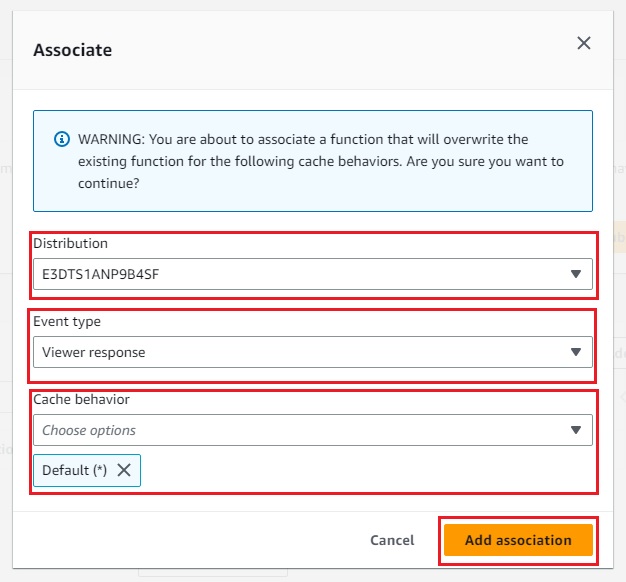 Associate
WARNING: You are about to associate a function that will overwrite the
existing function for the following cache behaviors. Are you sure you want to
continue?
Distribution
E3DTS1ANP9B4SF
Event type
Viewer response
Cache behavior
Choose options
Default (*)
Cancel
Add association